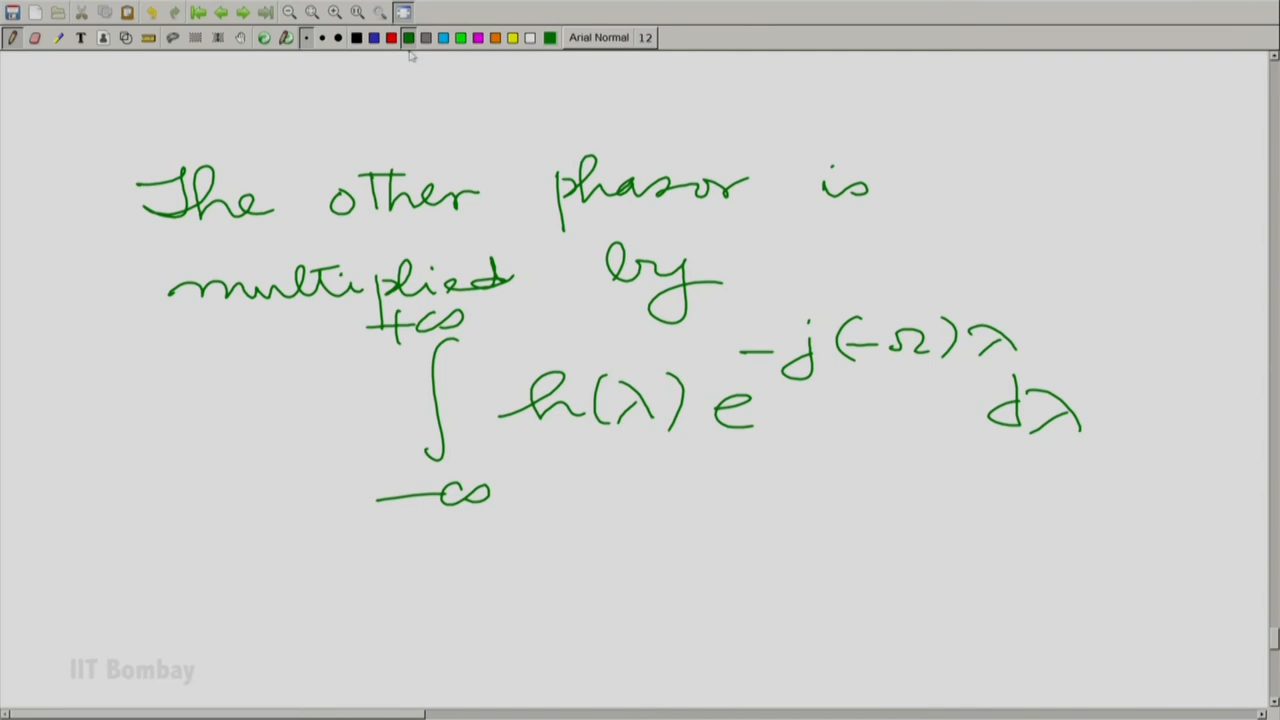 Arial Normal 12
The other phasor is
multiplied by
+∞
∫ h(λ) e^{-j(-Ω)λ} dλ
-∞
IIT Bombay